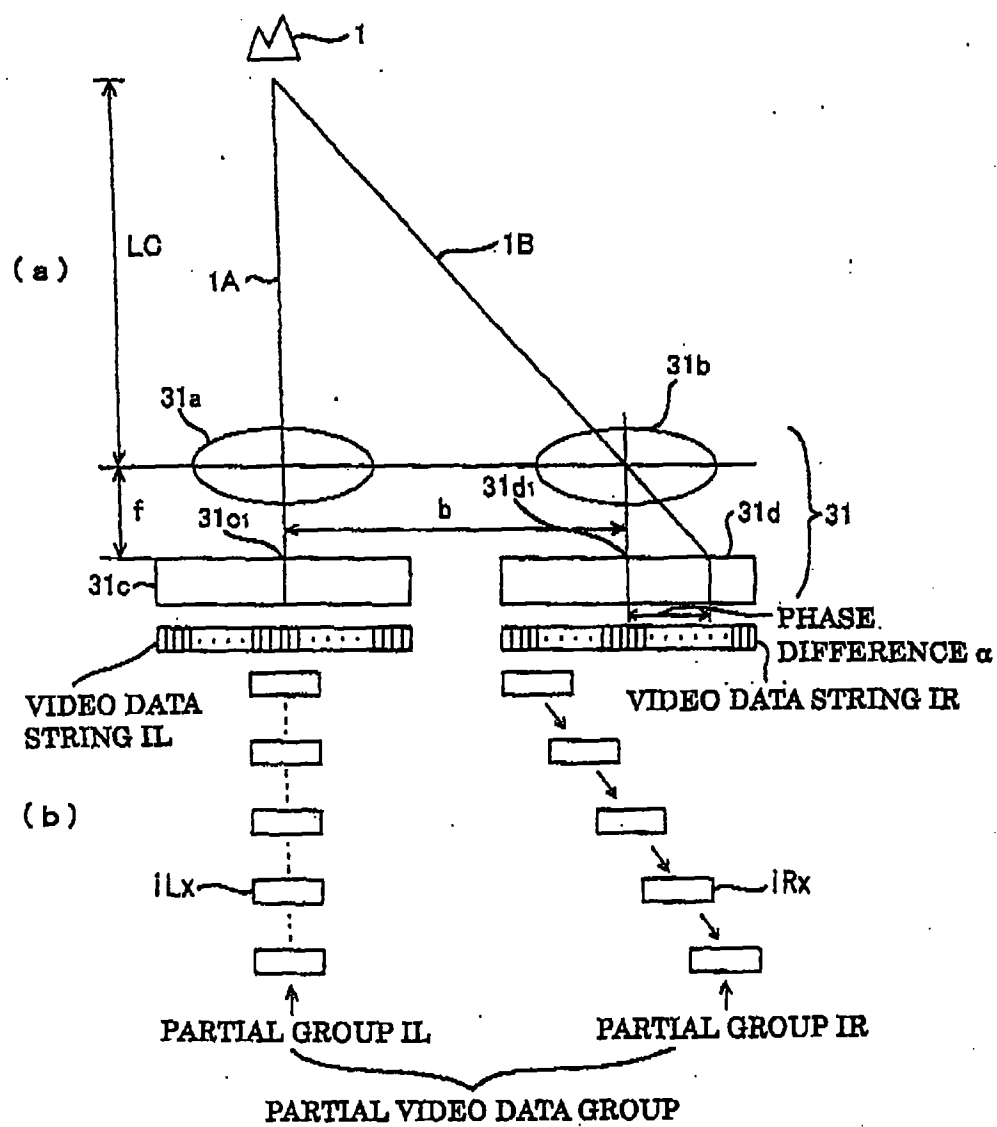 1
LC
(a)
1A
1B
31a
31b
f
31c1
b
31d1
31d
31
31c
PHASE
DIFFERENCE α
VIDEO DATA
STRING IL
VIDEO DATA STRING IR
(b)
iLx
iRx
PARTIAL GROUP IL
PARTIAL GROUP IR
PARTIAL VIDEO DATA GROUP